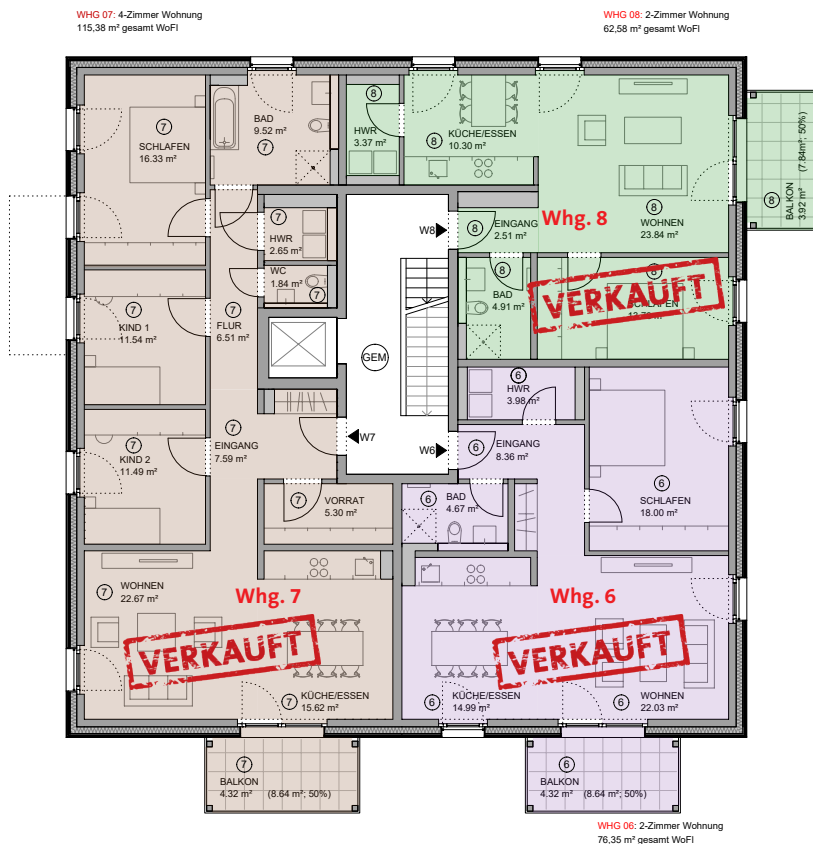 WHG 07: 4-Zimmer Wohnung
115,38 m² gesamt WoFl
WHG 08: 2-Zimmer Wohnung
62,58 m² gesamt WoFl
7
SCHLAFEN
16.33 m²
BAD
9.52 m²
7
8
HWR
3.37 m²
8
KÜCHE/ESSEN
10.30 m²
8
WOHNEN
23.84 m²
8
BALKON
3.92 m²
(7.84m²; 50%)
7
HWR
2.65 m²
WC
1.84 m²
7
W8
8
EINGANG
2.51 m²
Whg. 8
8
BAD
4.91 m²
8
SCHLAFEN
VERKAUFT
7
KIND 1
11.54 m²
7
FLUR
6.51 m²
GEM
6
HWR
3.98 m²
7
KIND 2
11.49 m²
7
EINGANG
7.59 m²
W7
W6
6
EINGANG
8.36 m²
6
SCHLAFEN
18.00 m²
7
VORRAT
5.30 m²
6
BAD
4.67 m²
7
WOHNEN
22.67 m²
Whg. 7
VERKAUFT
Whg. 6
VERKAUFT
7
KÜCHE/ESSEN
15.62 m²
6
KÜCHE/ESSEN
14.99 m²
6
WOHNEN
22.03 m²
7
BALKON
4.32 m² (8.64 m²; 50%)
6
BALKON
4.32 m² (8.64 m²; 50%)
WHG 06: 2-Zimmer Wohnung
76,35 m² gesamt WoFl